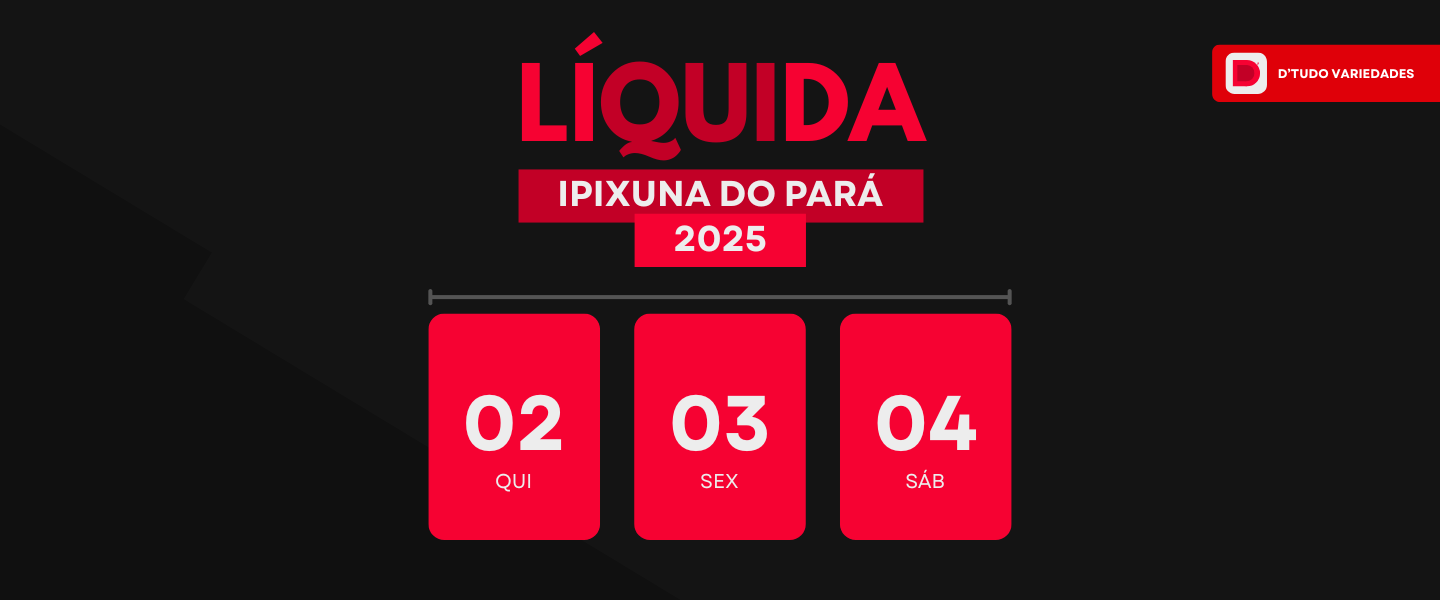 LÍQUIDA
IPIXUNA DO PARÁ
2025
D'TUDO VARIEDADES
02
QUI
03
SEX
04
SÁB